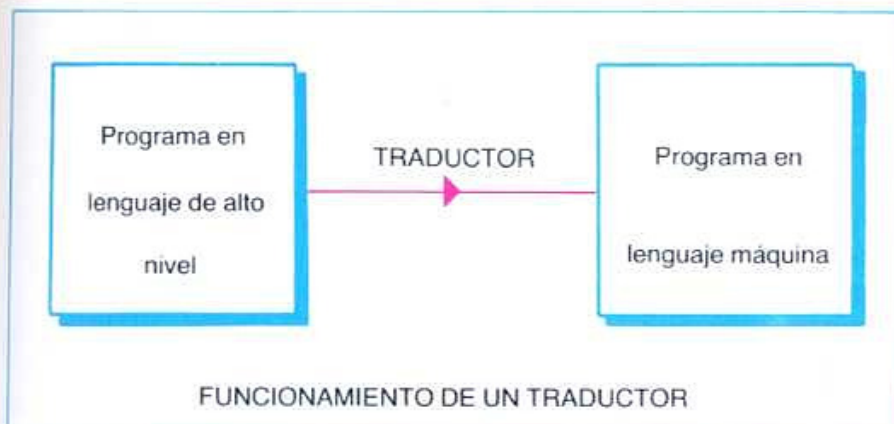 Programa en
lenguaje de alto
nivel
TRADUCTOR
Programa en
lenguaje máquina
FUNCIONAMIENTO DE UN TRADUCTOR